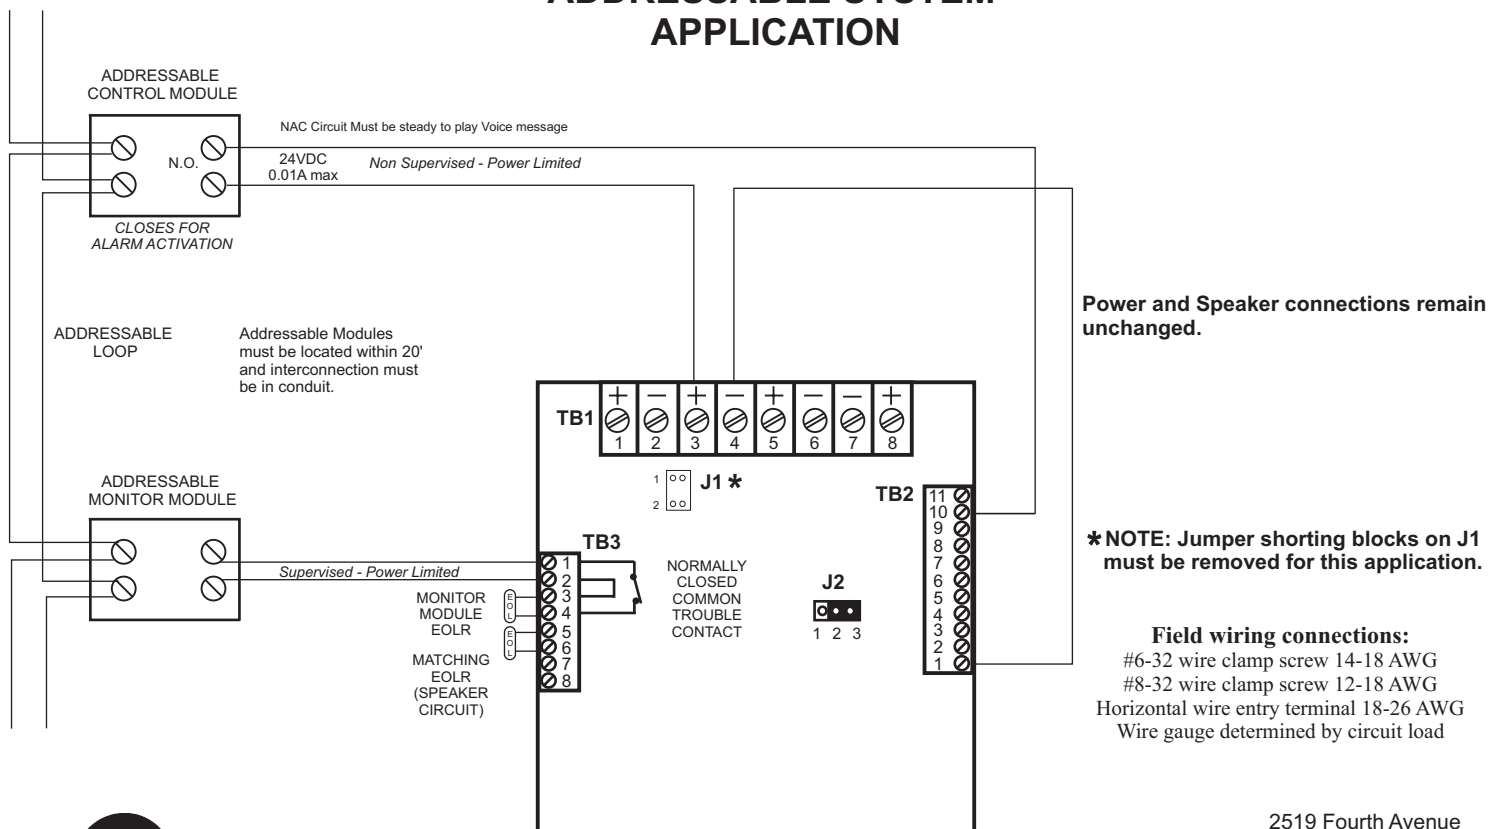 ADDRESSABLE SYSTEM
APPLICATION
ADDRESSABLE
CONTROL MODULE
NAC Circuit Must be steady to play Voice message
N.O.
24VDC
0.01A max
Non Supervised - Power Limited
CLOSES FOR
ALARM ACTIVATION
Power and Speaker connections remain
unchanged.
ADDRESSABLE
LOOP
Addressable Modules
must be located within 20'
and interconnection must
be in conduit.
TB1
+ − + − + − − +
1 2 3 4 5 6 7 8
1
2
J1 *
ADDRESSABLE
MONITOR MODULE
TB2
11
10
9
8
7
6
5
4
3
2
1
* NOTE: Jumper shorting blocks on J1
must be removed for this application.
TB3
1
2
3
4
5
6
7
8
Supervised - Power Limited
NORMALLY
CLOSED
COMMON
TROUBLE
CONTACT
J2
1 2 3
MONITOR
MODULE
EOLR
EOL
EOL
MATCHING
EOLR
(SPEAKER
CIRCUIT)
Field wiring connections:
#6-32 wire clamp screw 14-18 AWG
#8-32 wire clamp screw 12-18 AWG
Horizontal wire entry terminal 18-26 AWG
Wire gauge determined by circuit load
2519 Fourth Avenue